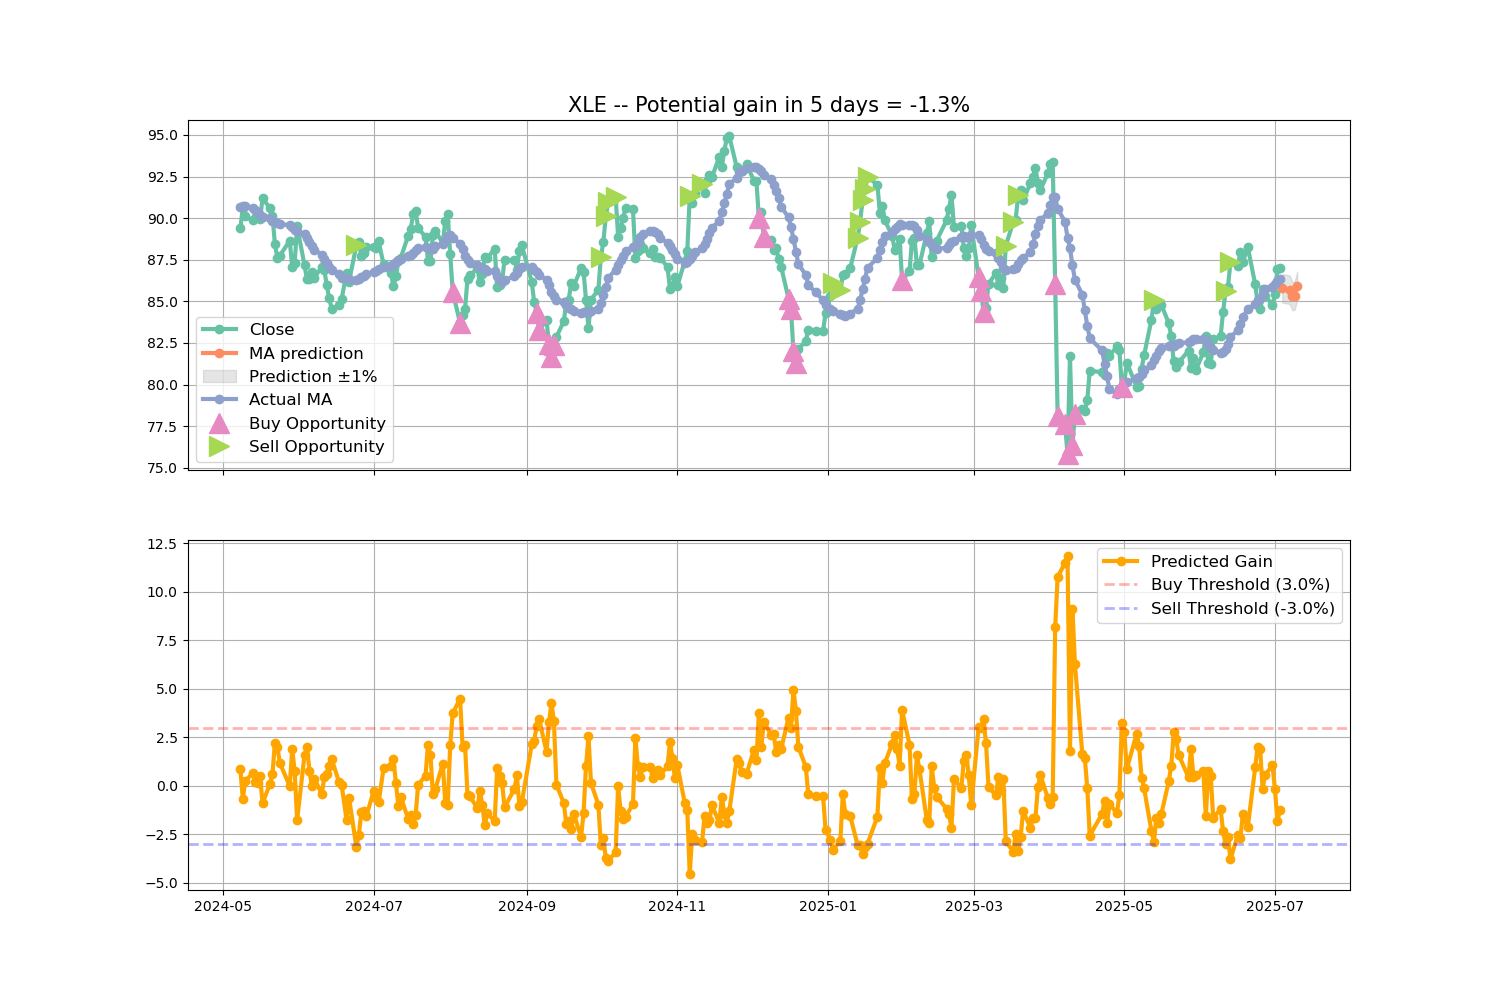 XLE -- Potential gain in 5 days = -1.3%
95.0
92.5
90.0
87.5
85.0
82.5
80.0
77.5
75.0
Close
MA prediction
Prediction ±1%
Actual MA
Buy Opportunity
Sell Opportunity
12.5
10.0
7.5
5.0
2.5
0.0
−2.5
−5.0
Predicted Gain
Buy Threshold (3.0%)
Sell Threshold (-3.0%)
2024-05 2024-07 2024-09 2024-11 2025-01 2025-03 2025-05 2025-07